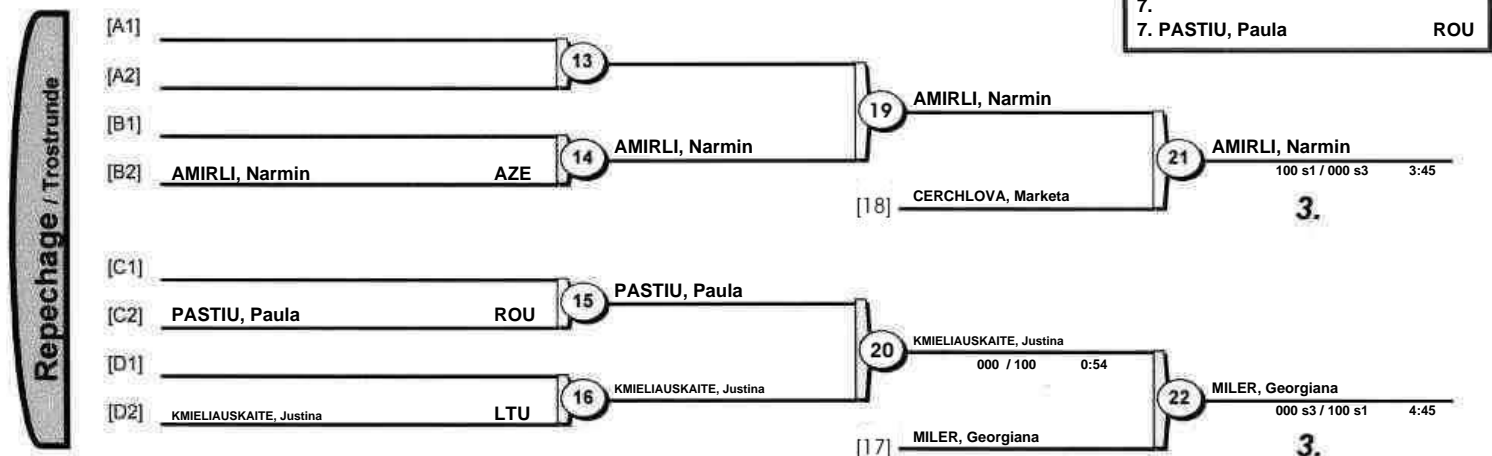 7.
7. PASTIU, Paula ROU
Repechage / Trostrunde
[A1]
13
[A2]
19 AMIRLI, Narmin
[B1]
14 AMIRLI, Narmin
21 AMIRLI, Narmin
100 s1 / 000 s3 3:45
[B2] AMIRLI, Narmin AZE
[18] CERCHLOVA, Marketa
3.
[C1]
15 PASTIU, Paula
[C2] PASTIU, Paula ROU
20 KMIELIAUSKAITE, Justina
000 / 100 0:54
[D1]
16 KMIELIAUSKAITE, Justina
22 MILER, Georgiana
000 s3 / 100 s1 4:45
[D2] KMIELIAUSKAITE, Justina LTU
[17] MILER, Georgiana
3.